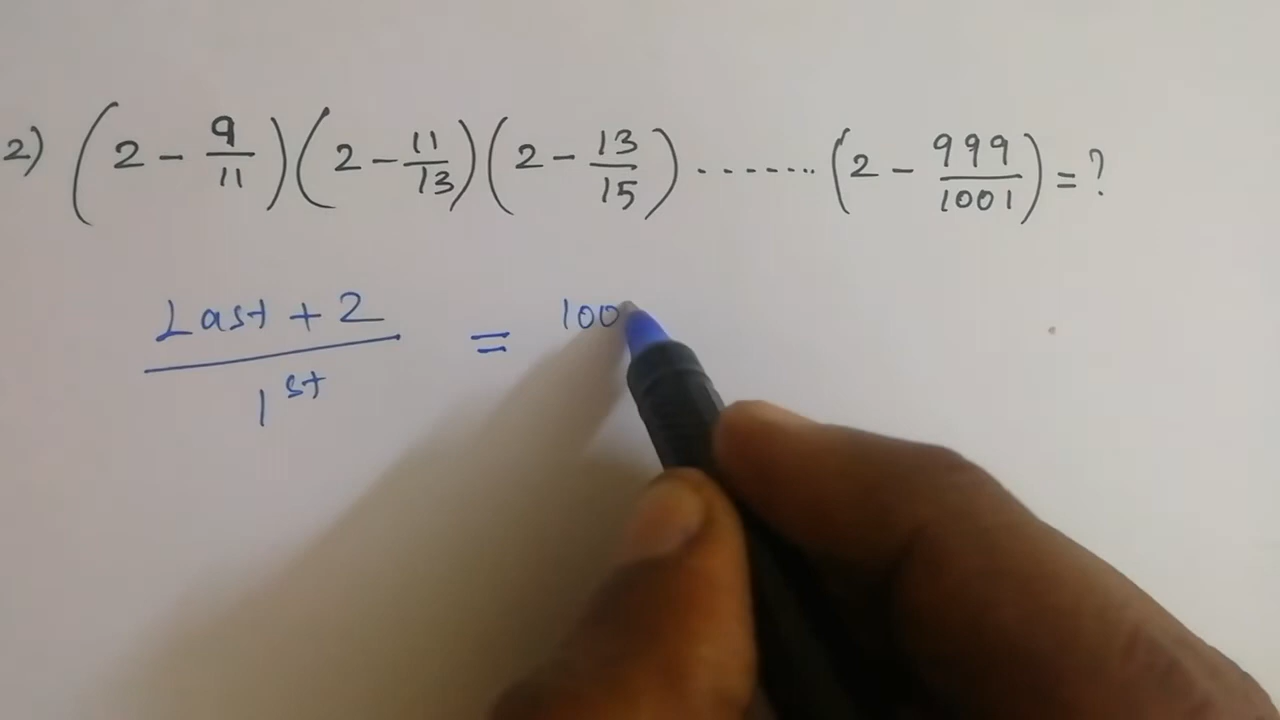 2) (2 - 9/11)(2 - 11/13)(2 - 13/15) ........ (2 - 999/1001) = ?
Last + 2 = 100
1st